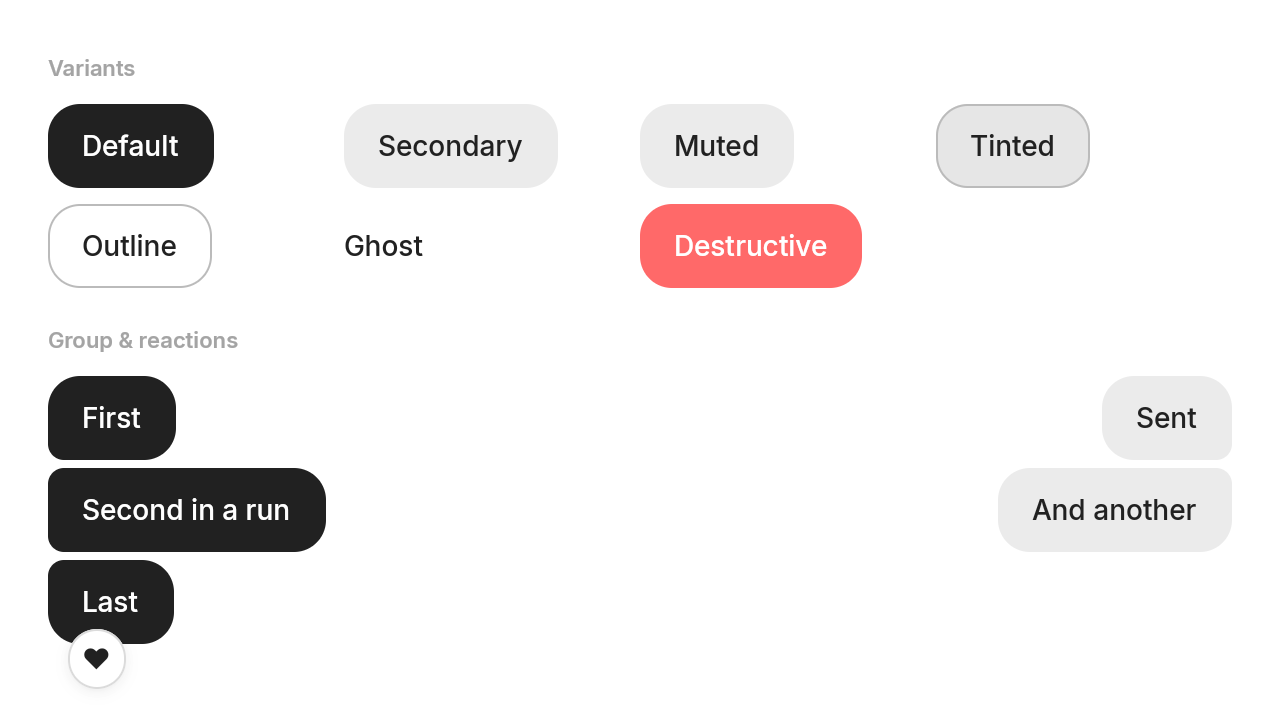 Variants
Default
Secondary
Muted
Tinted
Outline
Ghost
Destructive
Group & reactions
First
Sent
Second in a run
And another
Last